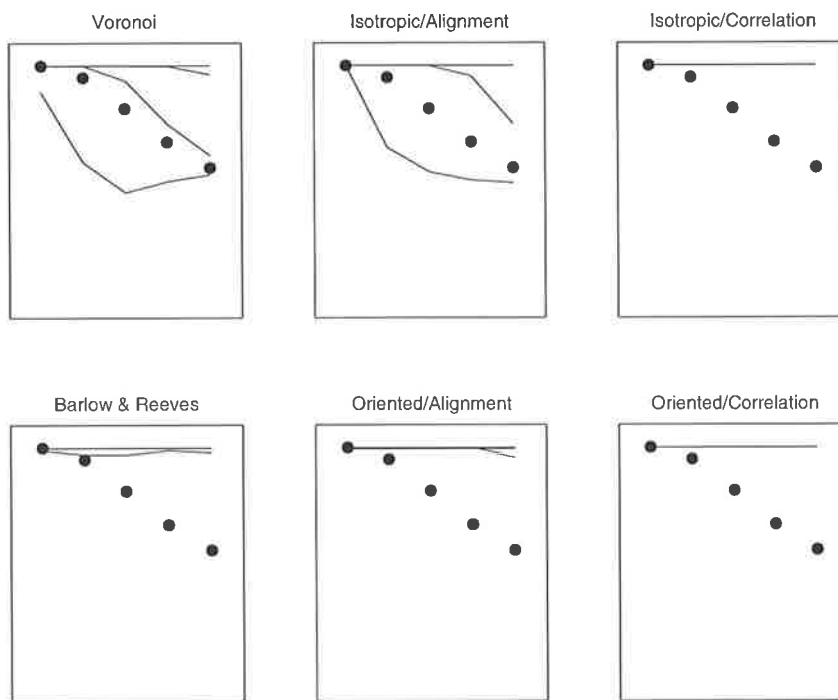 Voronoi
Isotropic/Alignment
Isotropic/Correlation
Barlow & Reeves
Oriented/Alignment
Oriented/Correlation